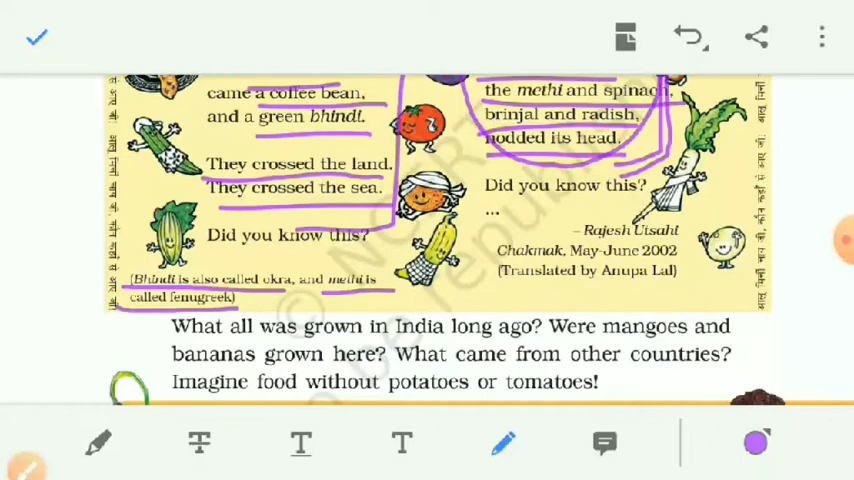 came a coffee bean,
and a green bhindi.
They crossed the land.
They crossed the sea.
Did you know this?
(Bhindi is also called okra, and methi is
called fenugreek)
the methi and spinach,
brinjal and radish,
nodded its head.
Did you know this?
...
– Rajesh Utsahi
Chakmak, May-June 2002
(Translated by Anupa Lal)
What all was grown in India long ago? Were mangoes and
bananas grown here? What came from other countries?
Imagine food without potatoes or tomatoes!